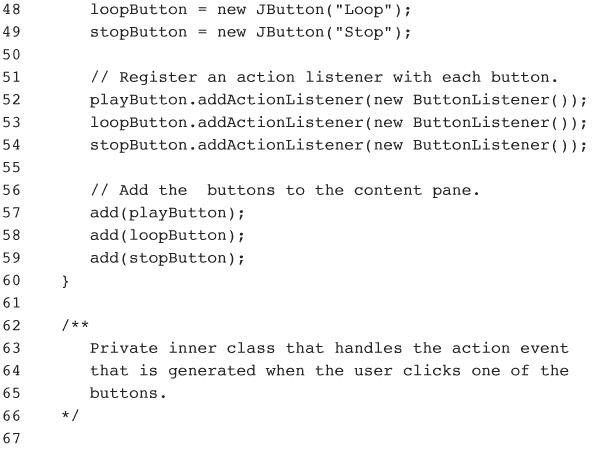 48 loopButton = new JButton("Loop");
49 stopButton = new JButton("Stop");
50
51 // Register an action listener with each button.
52 playButton.addActionListener(new ButtonListener());
53 loopButton.addActionListener(new ButtonListener());
54 stopButton.addActionListener(new ButtonListener());
55
56 // Add the  buttons to the content pane.
57 add(playButton);
58 add(loopButton);
59 add(stopButton);
60 }
61
62 /**
63 Private inner class that handles the action event
64 that is generated when the user clicks one of the
65 buttons.
66 */
67